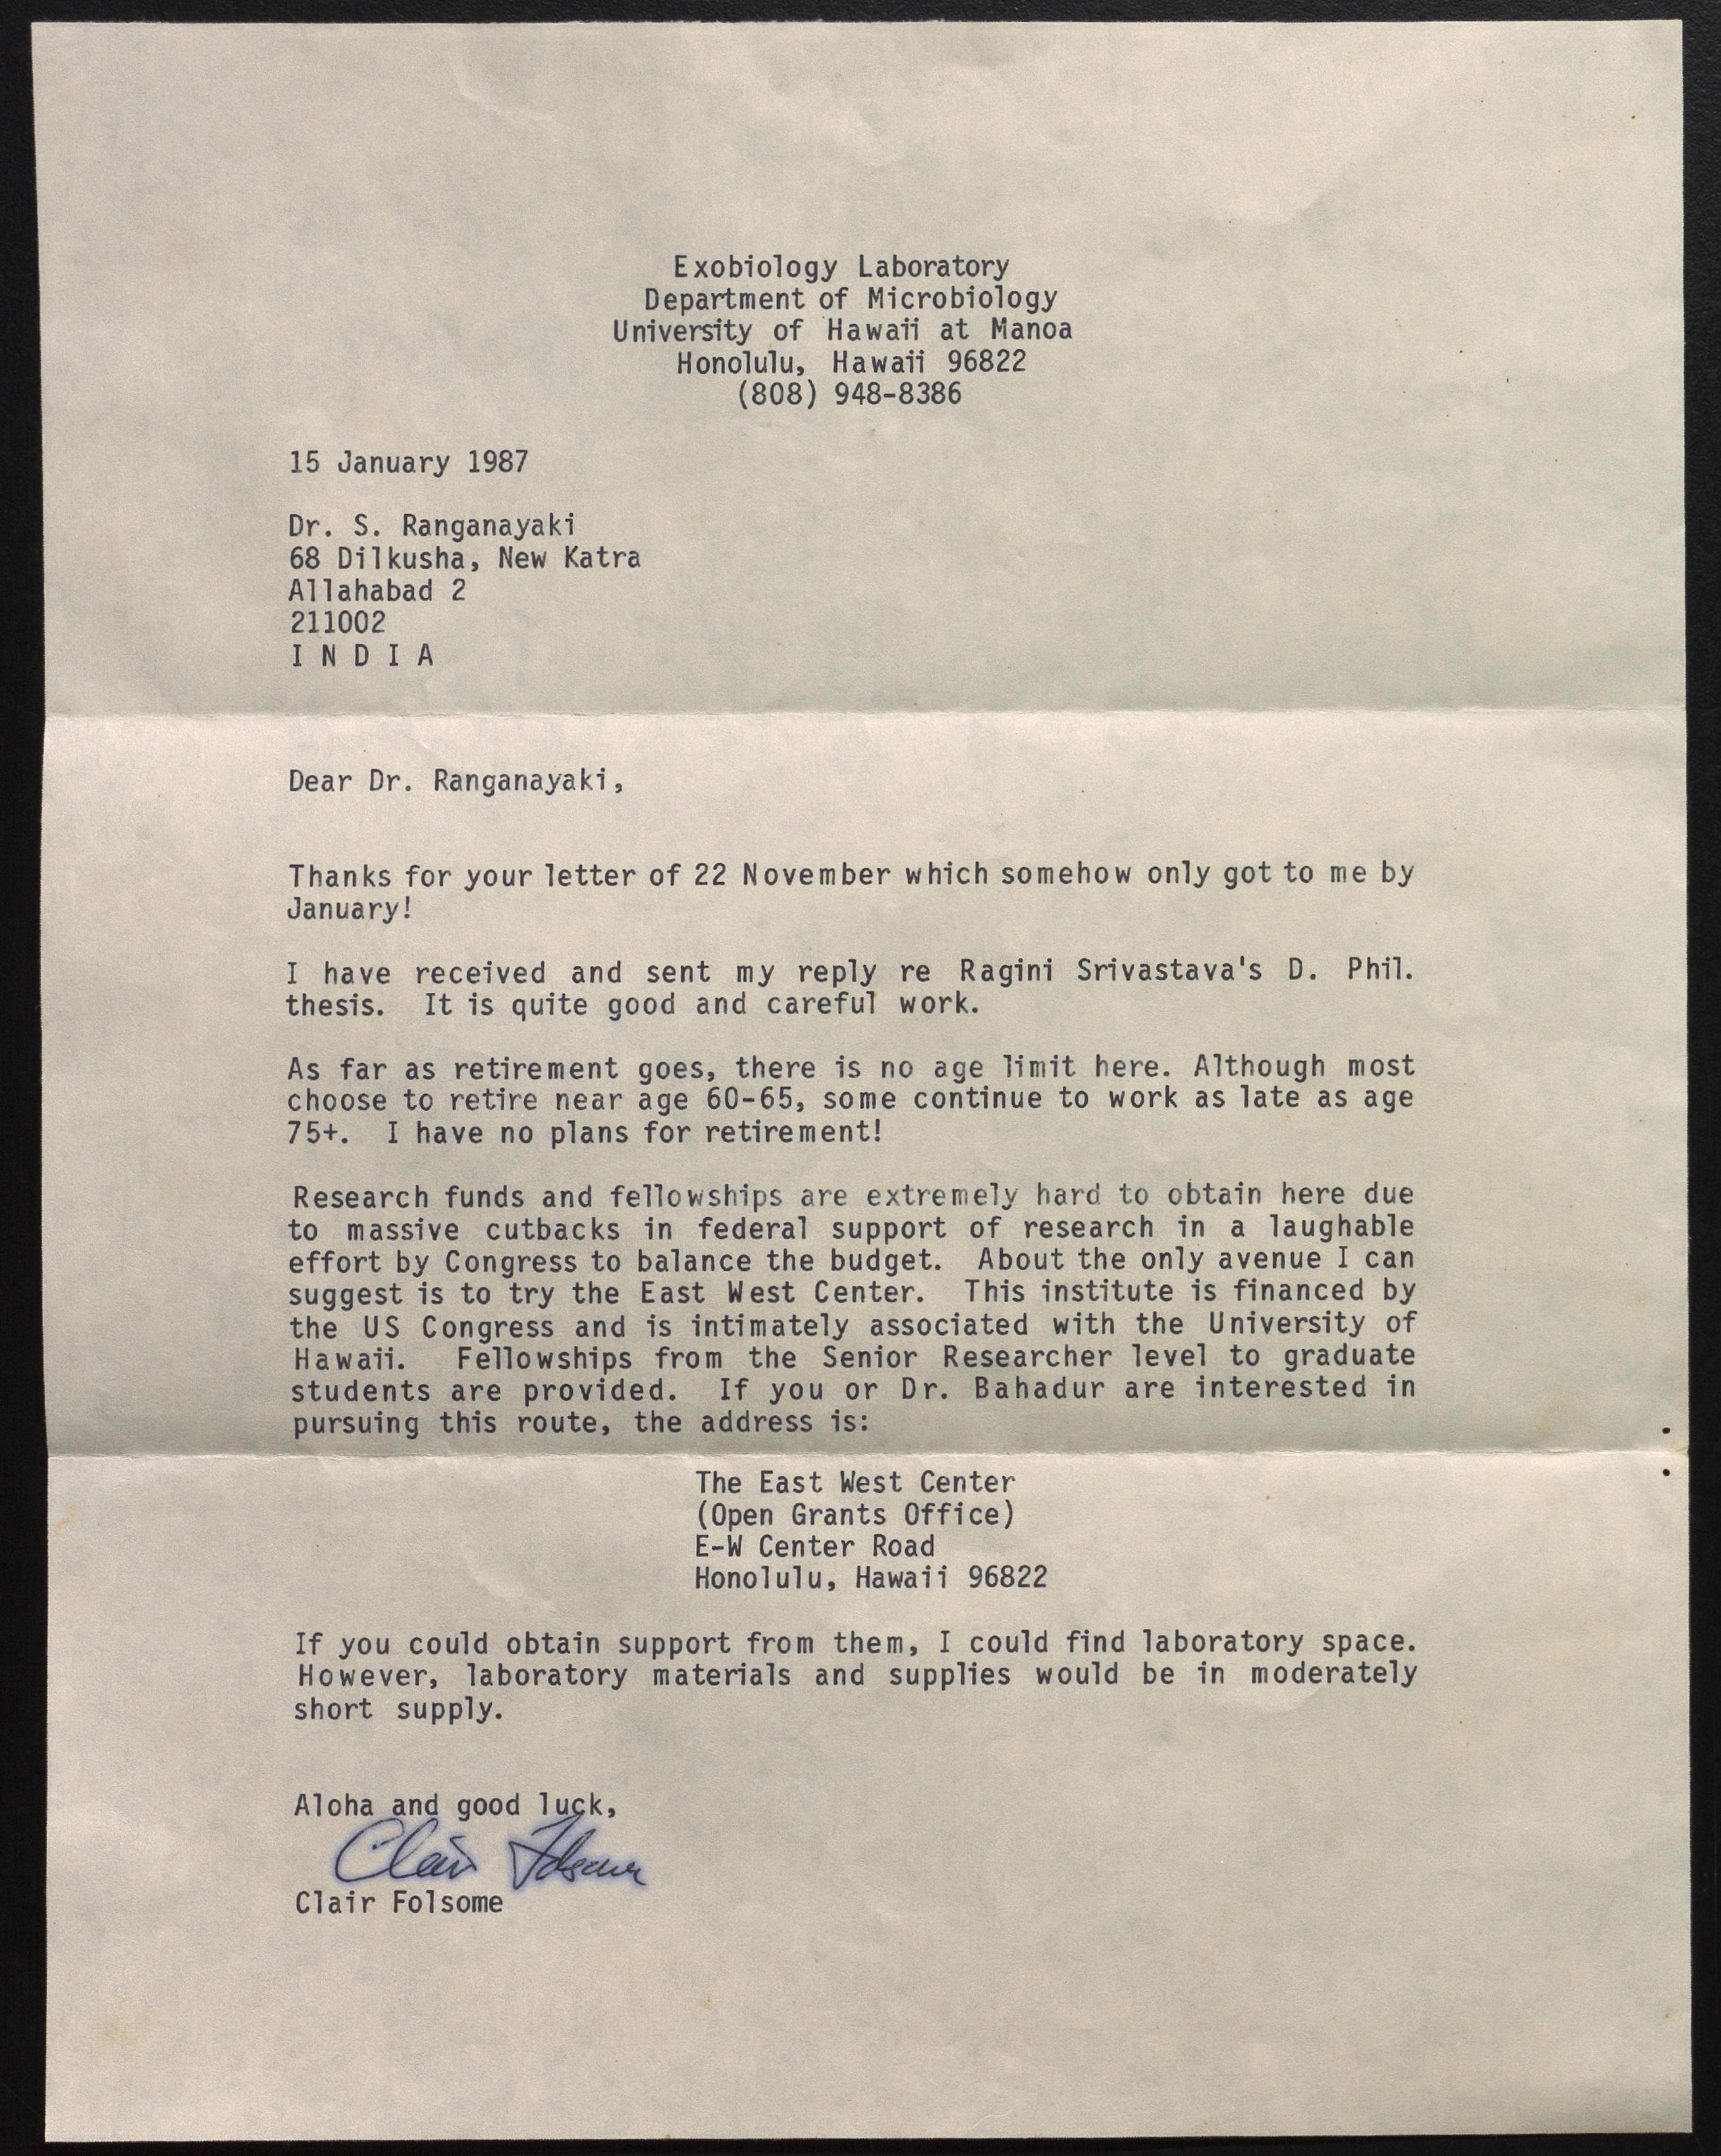 Exobiology Laboratory
Department of Microbiology
University of Hawaii at Manoa
Honolulu, Hawaii 96822
(808) 948-8386
15 January 1987
Dr. S. Ranganayaki
68 Dilkusha, New Katra
Allahabad 2
211002
I N D I A
Dear Dr. Ranganayaki,
Thanks for your letter of 22 November which somehow only got to me by
January!
I have received and sent my reply re Ragini Srivastava's D. Phil.
thesis. It is quite good and careful work.
As far as retirement goes, there is no age limit here. Although most
choose to retire near age 60-65, some continue to work as late as age
75+. I have no plans for retirement!
Research funds and fellowships are extremely hard to obtain here due
to massive cutbacks in federal support of research in a laughable
effort by Congress to balance the budget. About the only avenue I can
suggest is to try the East West Center. This institute is financed by
the US Congress and is intimately associated with the University of
Hawaii. Fellowships from the Senior Researcher level to graduate
students are provided. If you or Dr. Bahadur are interested in
pursuing this route, the address is:
The East West Center
(Open Grants Office)
E-W Center Road
Honolulu, Hawaii 96822
If you could obtain support from them, I could find laboratory space.
However, laboratory materials and supplies would be in moderately
short supply.
Aloha and good luck,
Clair Folsome
Clair Folsome